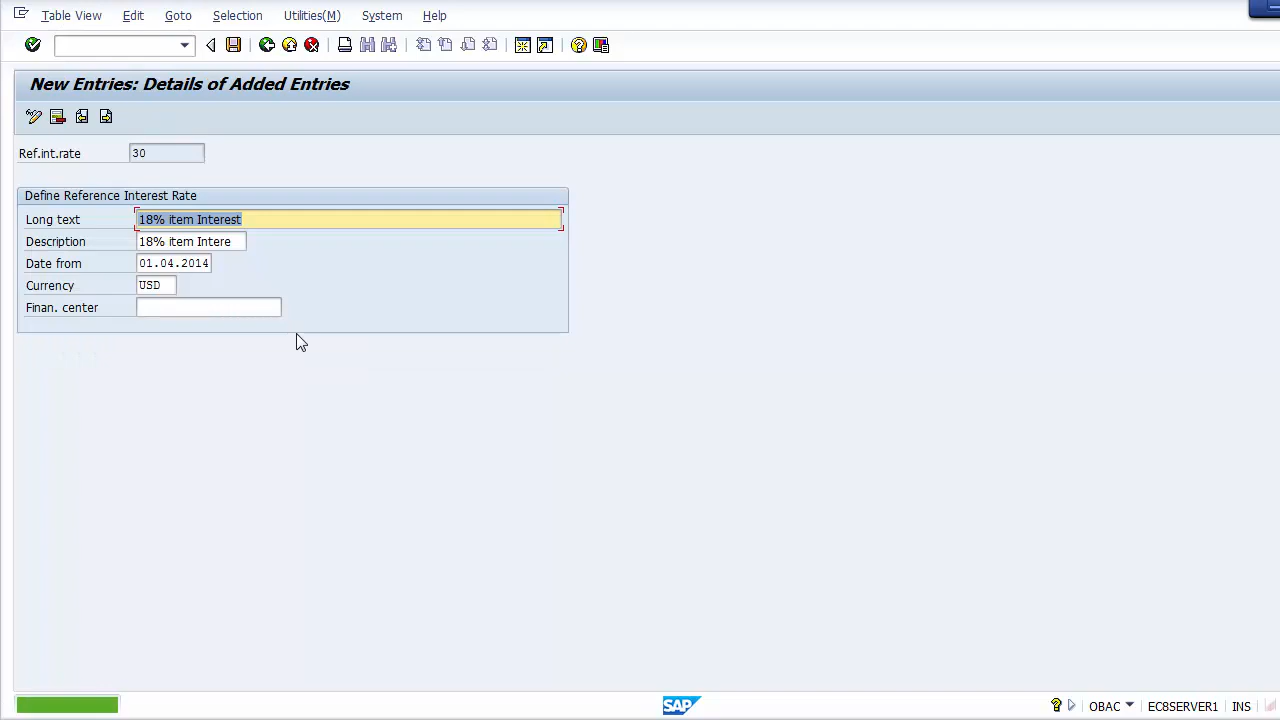 Table View Edit Goto Selection Utilities(M) System Help
New Entries: Details of Added Entries
Ref.int.rate 30
Define Reference Interest Rate
Long text 18% item Interest
Description 18% item Intere
Date from 01.04.2014
Currency USD
Finan. center
SAP OBAC EC8SERVER1 INS